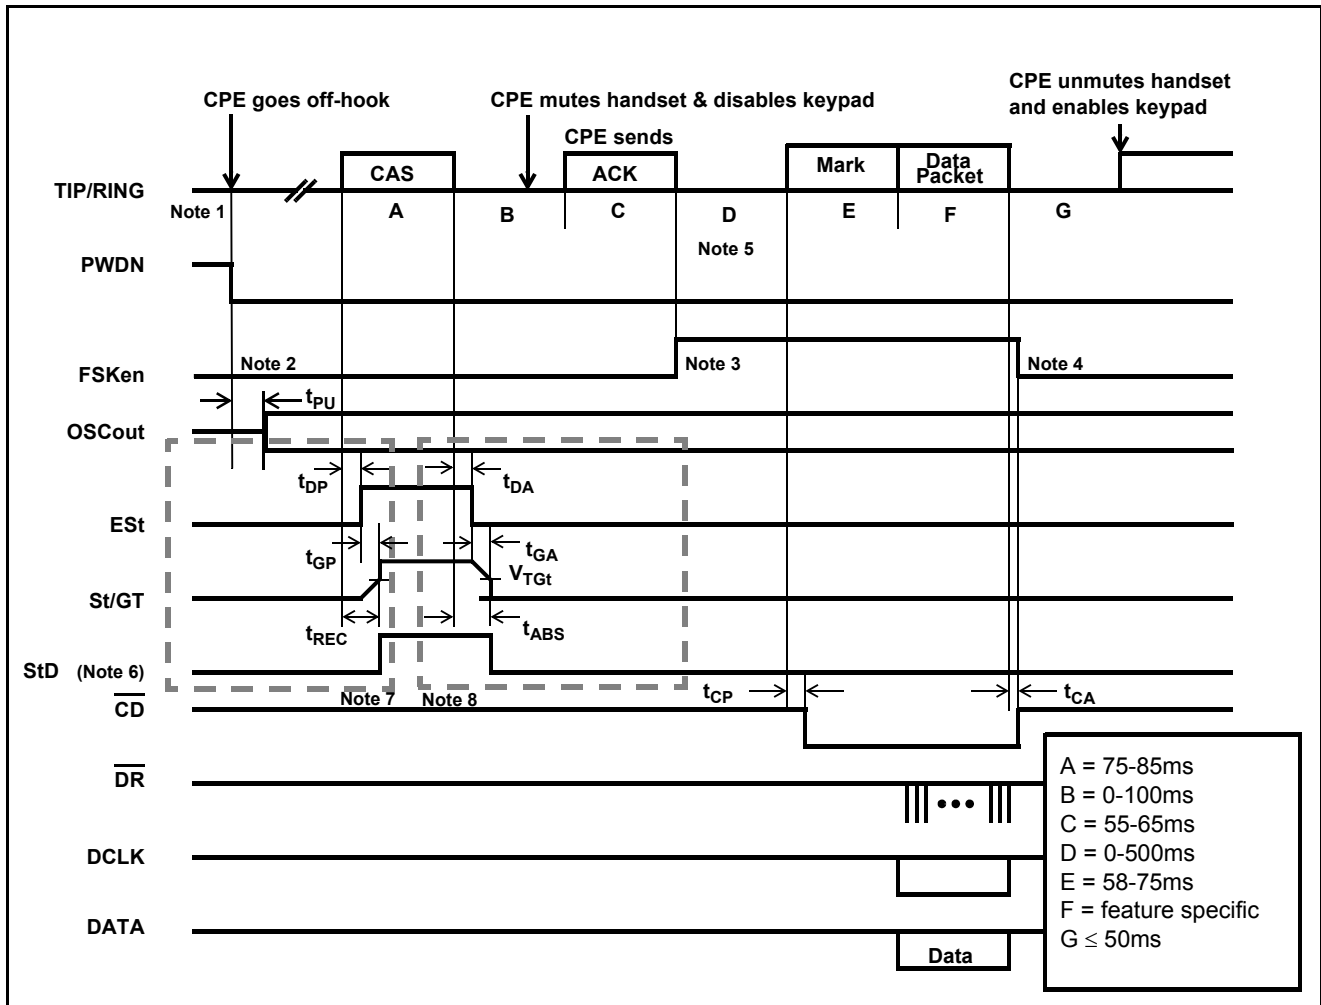 CPE goes off-hook
CPE mutes handset & disables keypad
CPE unmutes handset
and enables keypad
CPE sends
TIP/RING
CAS
ACK
Mark
Data
Packet
Note 1
A
B
C
D
E
F
G
Note 5
PWDN
FSKen
Note 2
Note 3
Note 4
tPU
OSCout
tDP
tDA
ESt
tGP
tGA
VTGt
St/GT
tREC
tABS
StD (Note 6)
Note 7
Note 8
tCP
tCA
CD
DR
DCLK
DATA
Data
A = 75-85ms
B = 0-100ms
C = 55-65ms
D = 0-500ms
E = 58-75ms
F = feature specific
G ≤ 50ms